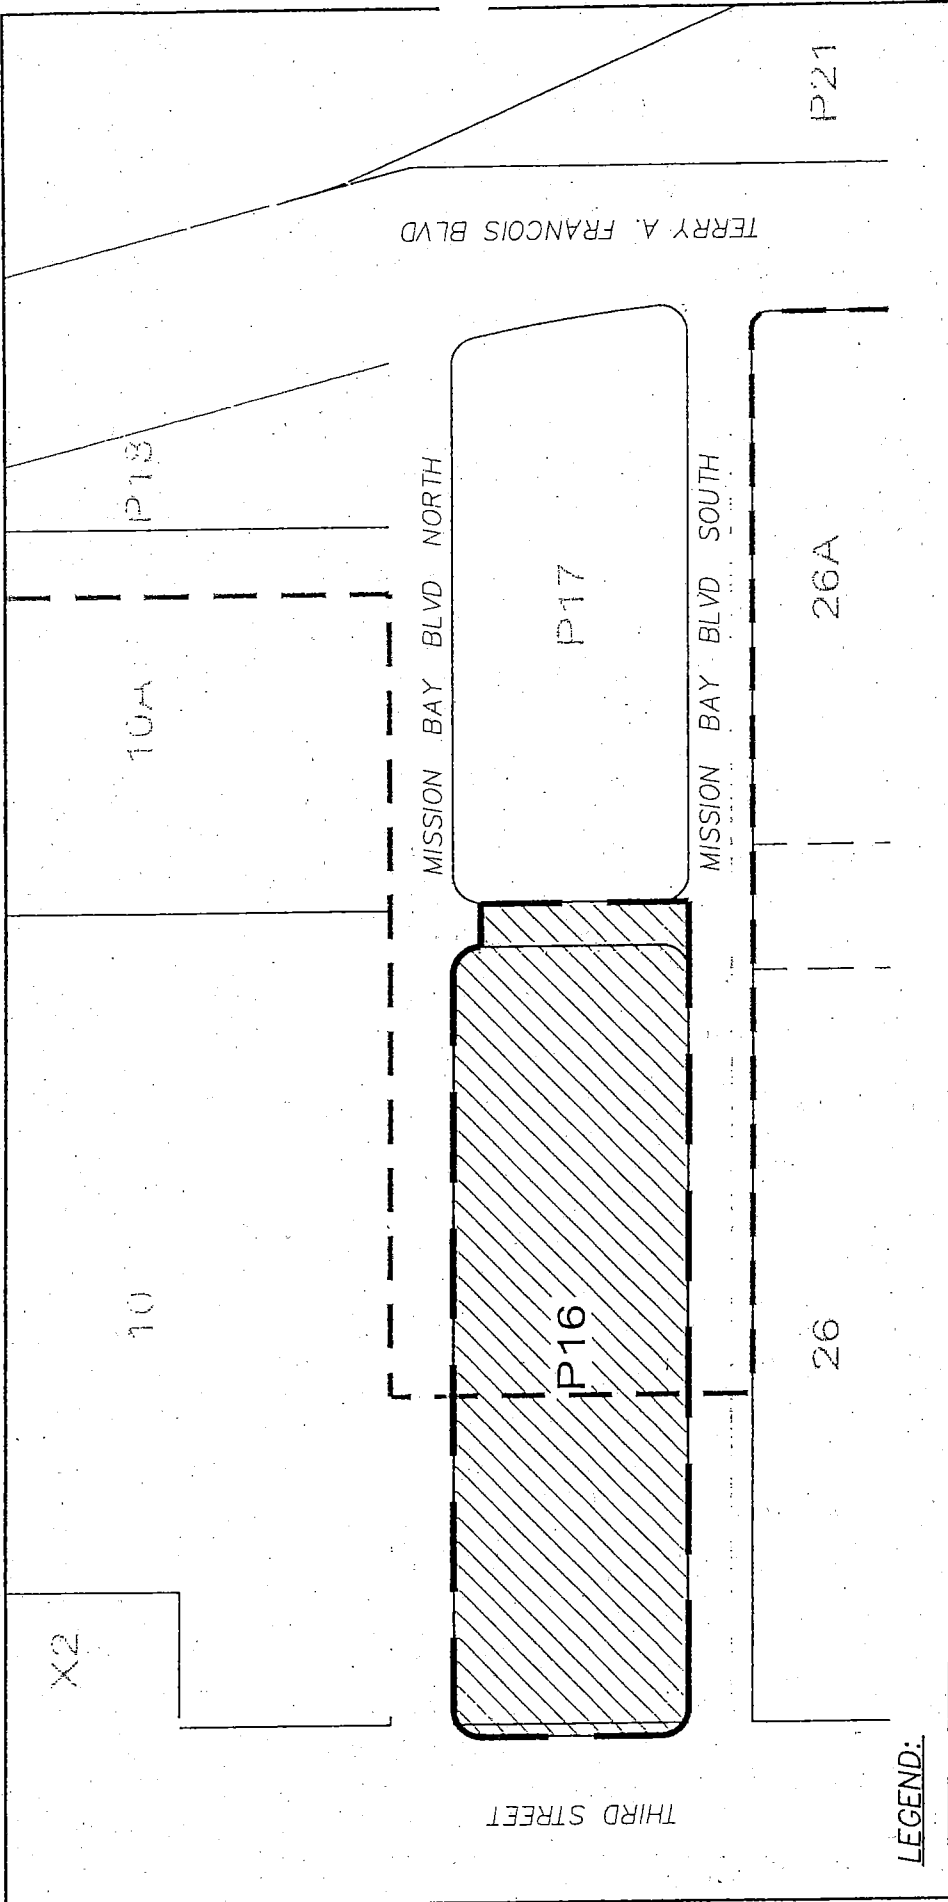 X2
10
10A
P18
P21
MISSION BAY BLVD NORTH
TERRY A. FRANCOIS BLVD
THIRD STREET
P16
P17
MISSION BAY BLVD SOUTH
26
26A
LEGEND: